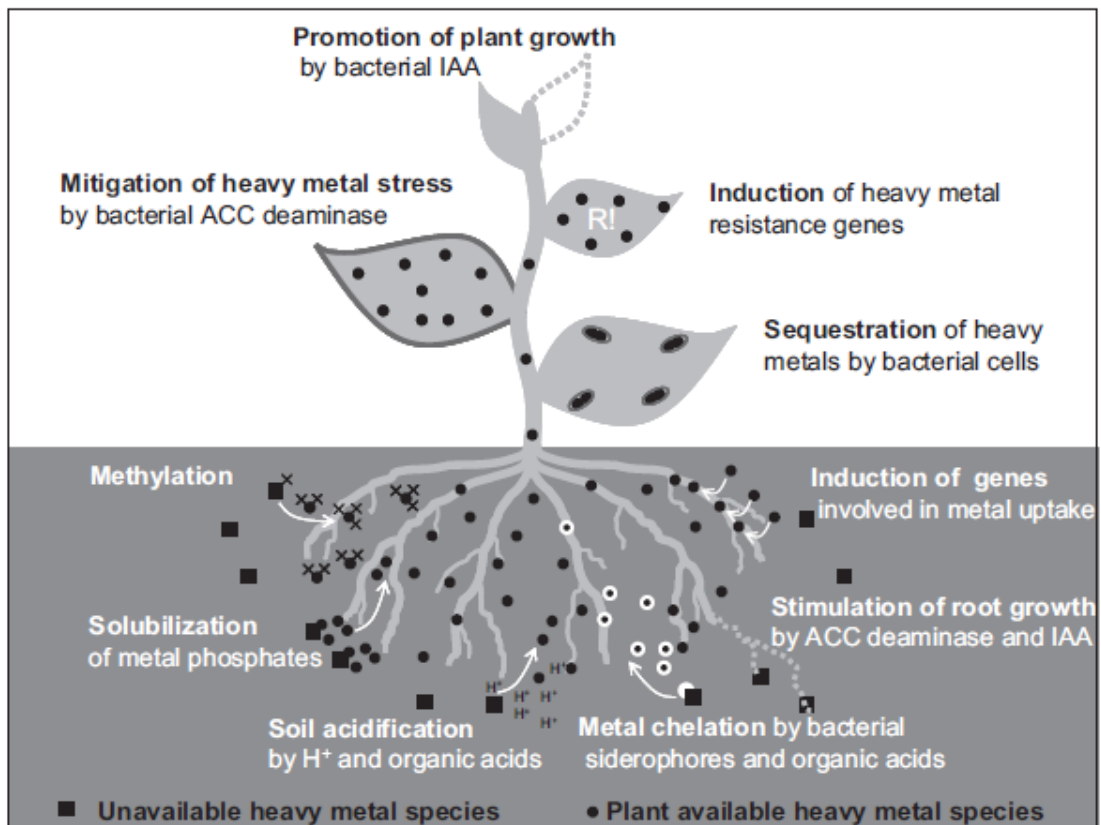 Promotion of plant growth
by bacterial IAA
Mitigation of heavy metal stress
by bacterial ACC deaminase
Induction of heavy metal
resistance genes
R!
Sequestration of heavy
metals by bacterial cells
Methylation
Induction of genes
involved in metal uptake
Solubilization
of metal phosphates
Stimulation of root growth
by ACC deaminase and IAA
H⁺
H⁺
H⁺
H⁺
H⁺
H⁺
Soil acidification
by H⁺ and organic acids
Metal chelation by bacterial
siderophores and organic acids
Unavailable heavy metal species
Plant available heavy metal species